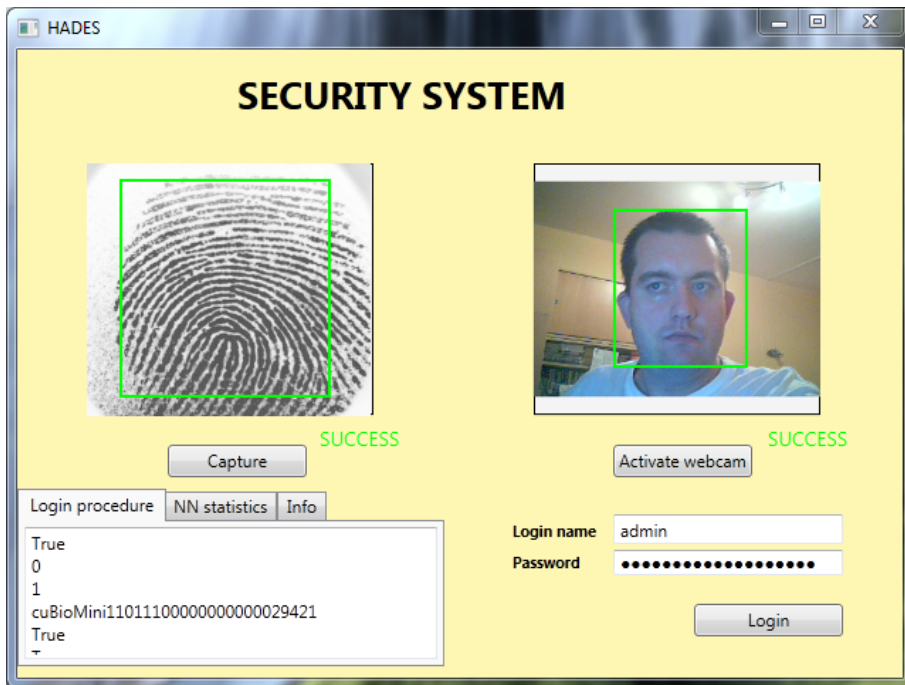 HADES
SECURITY SYSTEM
SUCCESS
Capture
SUCCESS
Activate webcam
Login procedure
NN statistics
Info
True
0
1
cuBioMini11011100000000000029421
True
Login name
admin
Password
●●●●●●●●●●●●●●●●●●●
Login